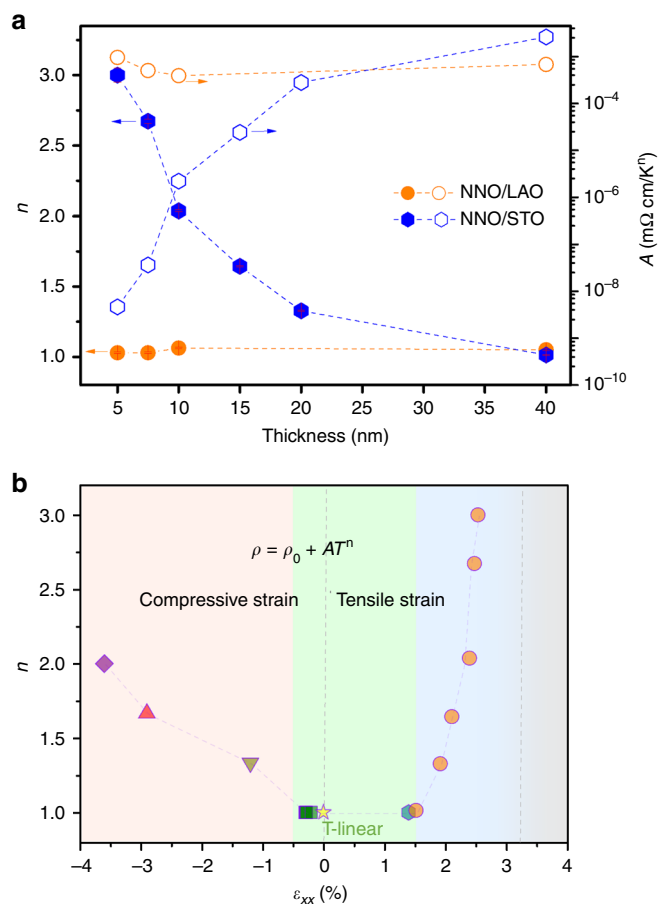 a
3.0
2.5
2.0
1.5
1.0
n
10⁻⁴
10⁻⁶
10⁻⁸
10⁻¹⁰
A (mΩ cm/Kⁿ)
NNO/LAO
NNO/STO
5 10 15 20 25 30 35 40
Thickness (nm)
b
3.0
2.5
2.0
1.5
1.0
n
ρ = ρ₀ + ATⁿ
Compressive strain
Tensile strain
T-linear
−4 −3 −2 −1 0 1 2 3 4
εₓₓ (%)